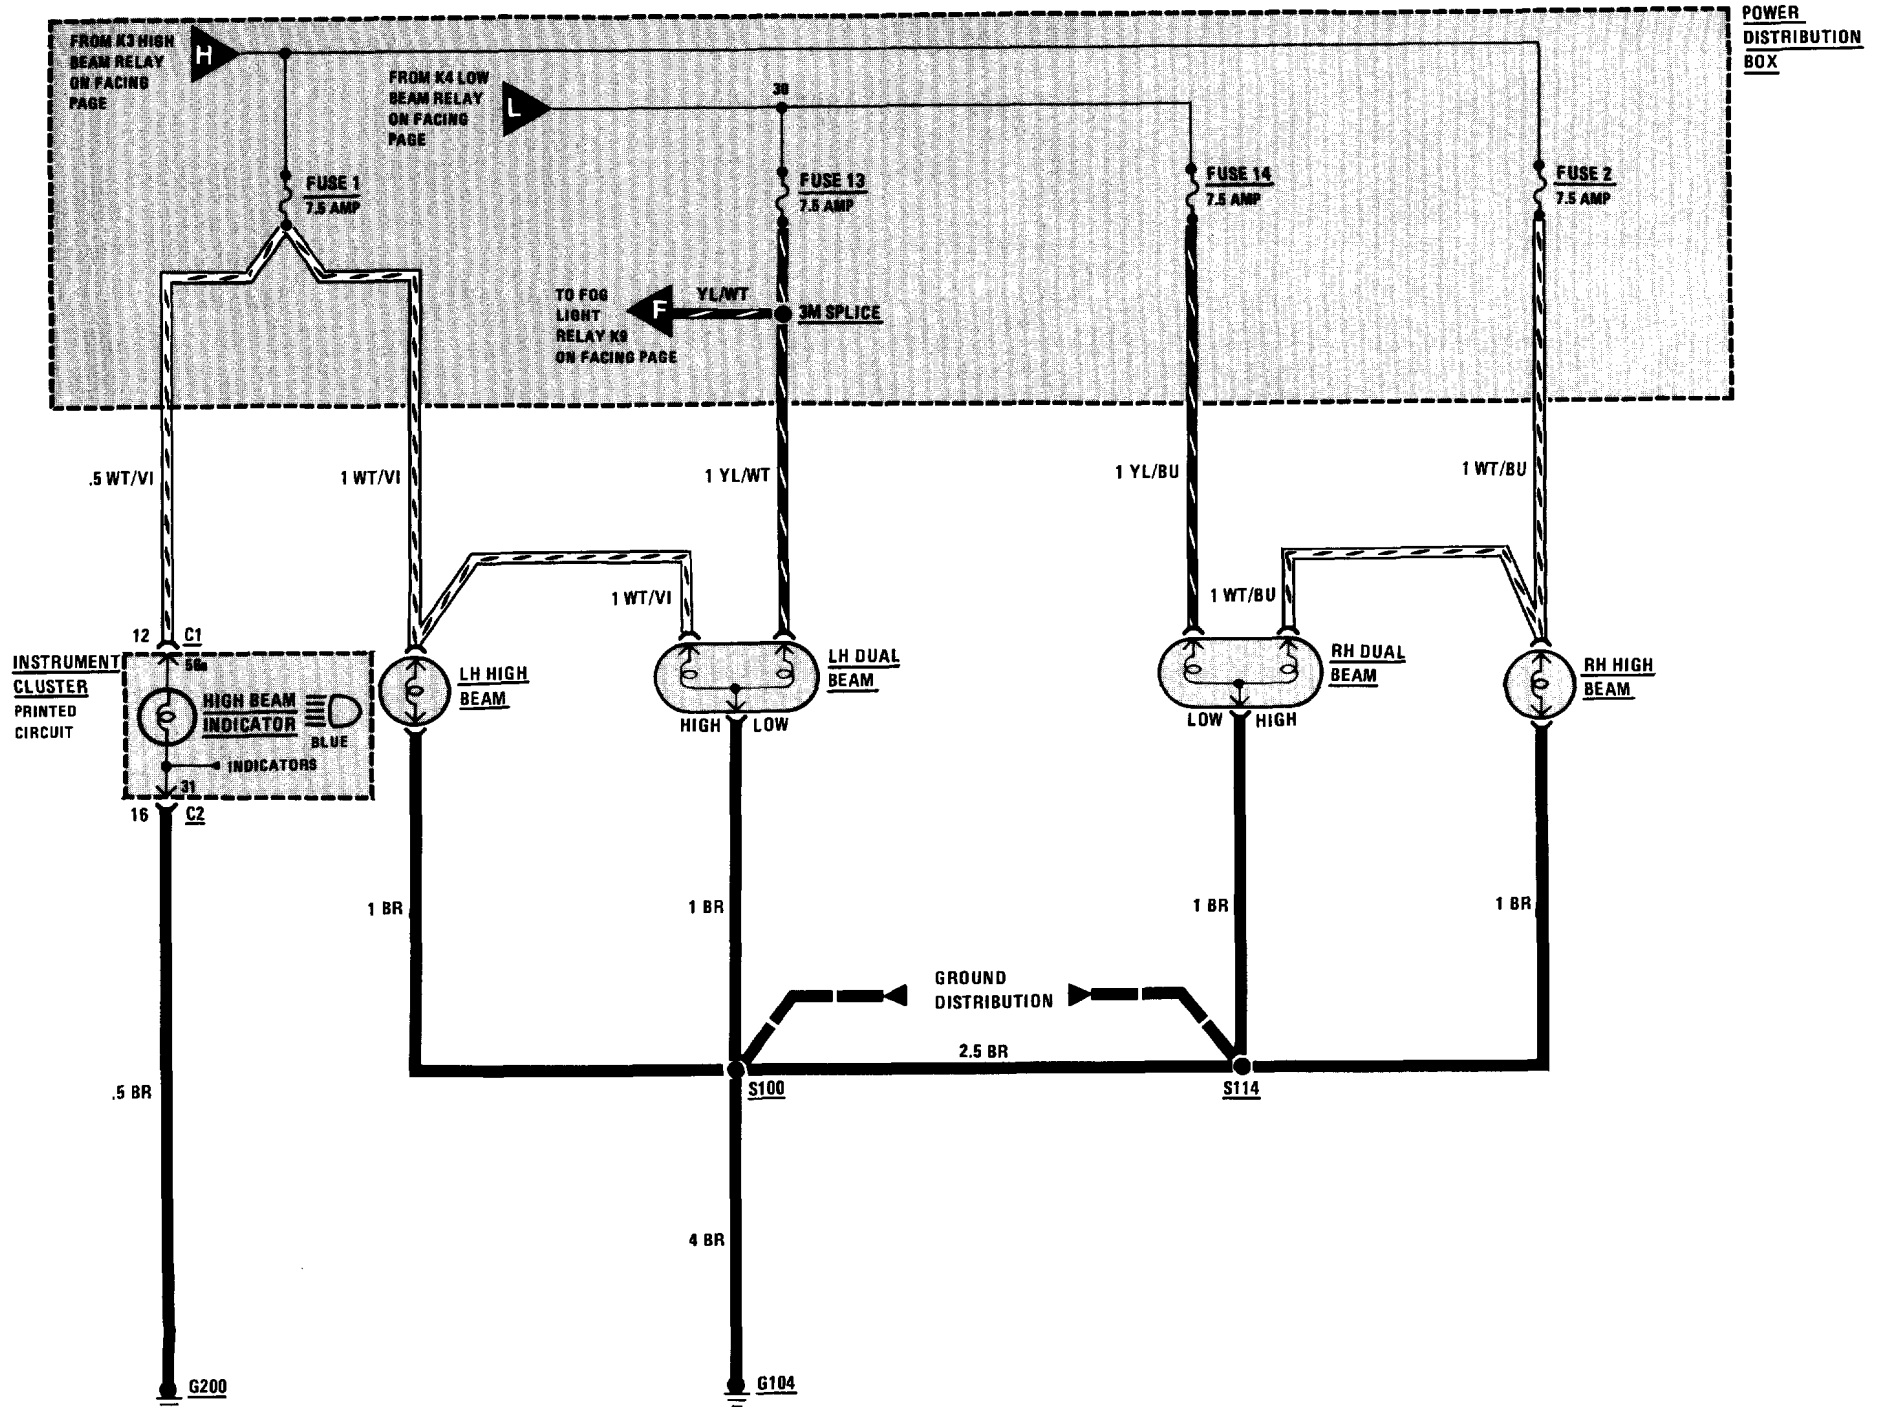 POWER
DISTRIBUTION
BOX
FROM K3 HIGH
BEAM RELAY
ON FACING
PAGE
H
FROM K4 LOW
BEAM RELAY
ON FACING
PAGE
L
30
FUSE 1
7.5 AMP
FUSE 13
7.5 AMP
FUSE 14
7.5 AMP
FUSE 2
7.5 AMP
TO FOG
LIGHT
RELAY K9
ON FACING PAGE
F
YL/WT
3M SPLICE
.5 WT/VI
1 WT/VI
1 YL/WT
1 YL/BU
1 WT/BU
1 WT/VI
1 WT/BU
12
C1
INSTRUMENT
CLUSTER
PRINTED
CIRCUIT
56a
HIGH BEAM
INDICATOR
BLUE
INDICATORS
31
16
C2
LH HIGH
BEAM
LH DUAL
BEAM
HIGH
LOW
RH DUAL
BEAM
LOW
HIGH
RH HIGH
BEAM
1 BR
1 BR
1 BR
1 BR
GROUND
DISTRIBUTION
2.5 BR
S100
S114
.5 BR
4 BR
G200
G104